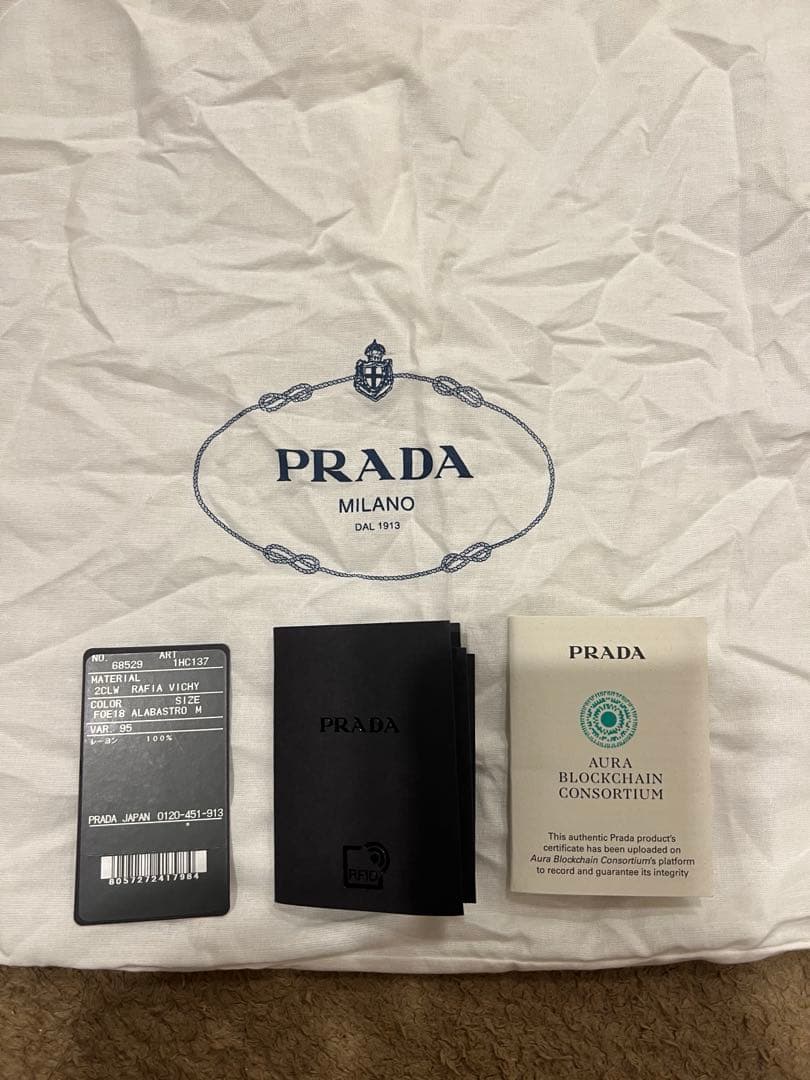 PRADA
MILANO
DAL 1913
NO. ART
68529 1HC137
MATERIAL
2CLW RAFIA VICHY
COLOR SIZE
F0E18 ALABASTRO M
VAR. 95
レーヨン 100%
PRADA JAPAN 0120-451-913
8057272417984
PRADA
RFID
PRADA
AURA
BLOCKCHAIN
CONSORTIUM
This authentic Prada product's
certificate has been uploaded on
Aura Blockchain Consortium's platform
to record and guarantee its integrity